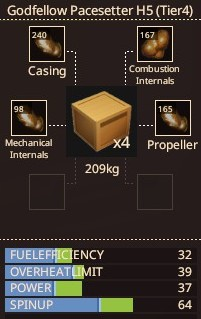 Godfellow Pacesetter H5 (Tier4)
240
167
Casing
Combustion
Internals
98
165
x4
Mechanical
Internals
Propeller
209kg
FUELEFFICIENCY 32
OVERHEATLIMIT 39
POWER 37
SPINUP 64